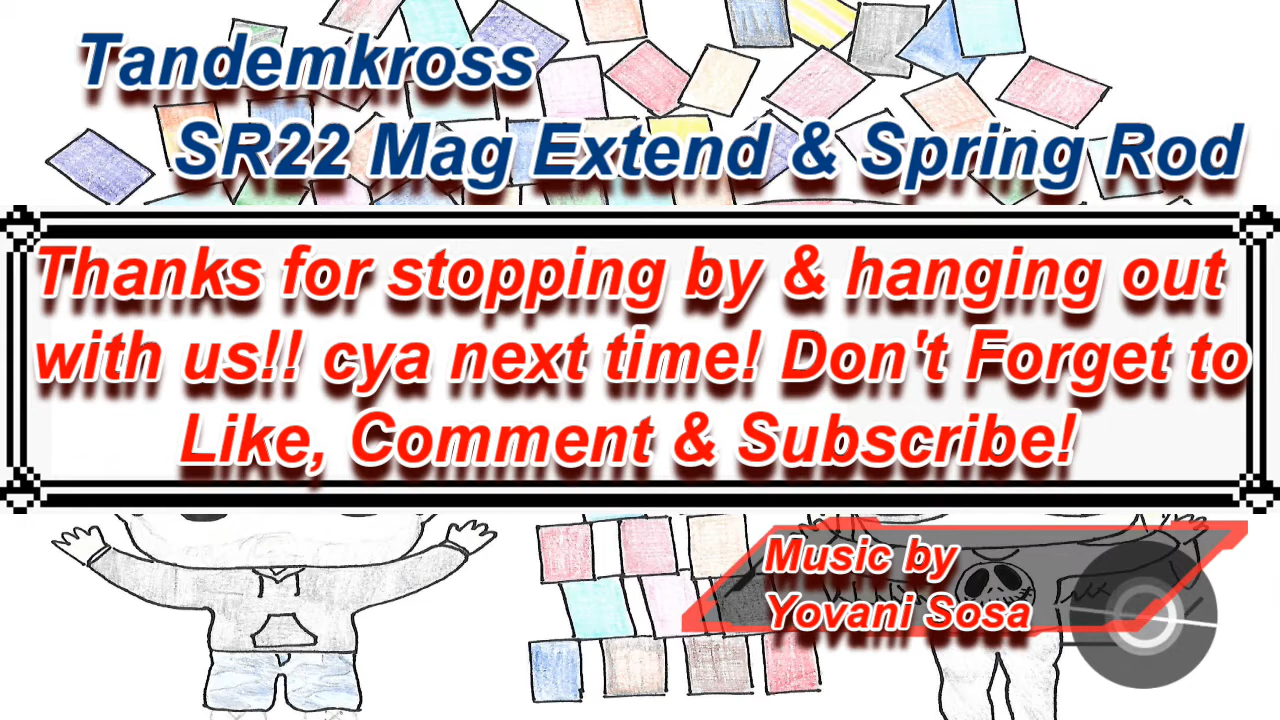 Tandemkross
SR22 Mag Extend & Spring Rod
Thanks for stopping by & hanging out
with us!! cya next time! Don't Forget to
Like, Comment & Subscribe!
Music by
Yovani Sosa